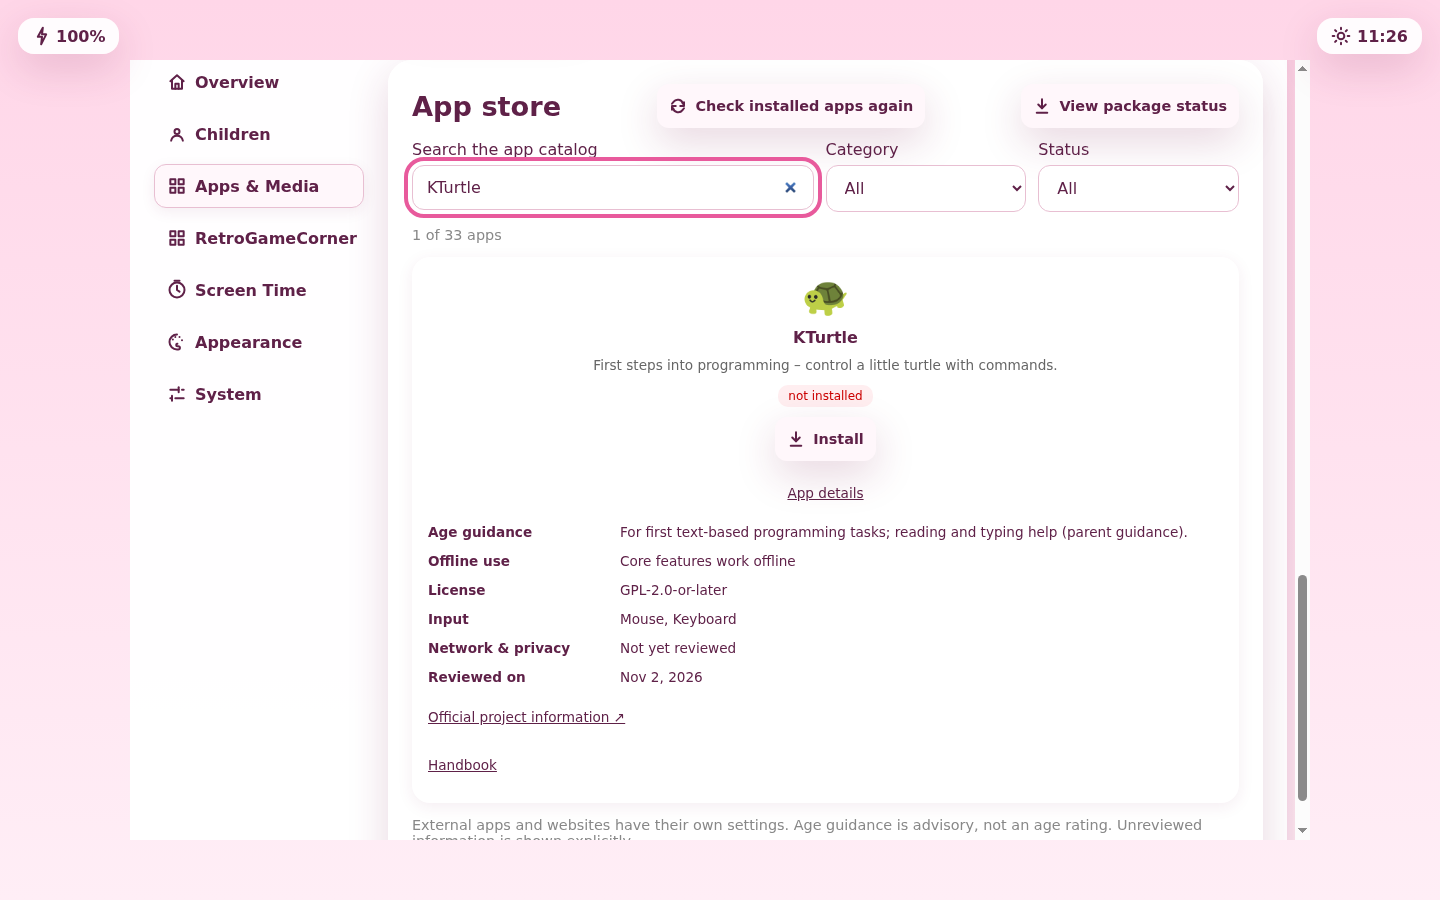 100%
11:26
Overview
Children
Apps & Media
RetroGameCorner
Screen Time
Appearance
System
App store
Check installed apps again
View package status
Search the app catalog
Category
Status
KTurtle
All
All
1 of 33 apps
KTurtle
First steps into programming – control a little turtle with commands.
not installed
Install
App details
Age guidance For first text-based programming tasks; reading and typing help (parent guidance).
Offline use Core features work offline
License GPL-2.0-or-later
Input Mouse, Keyboard
Network & privacy Not yet reviewed
Reviewed on Nov 2, 2026
Official project information ↗
Handbook
External apps and websites have their own settings. Age guidance is advisory, not an age rating. Unreviewed
information is shown explicitly.